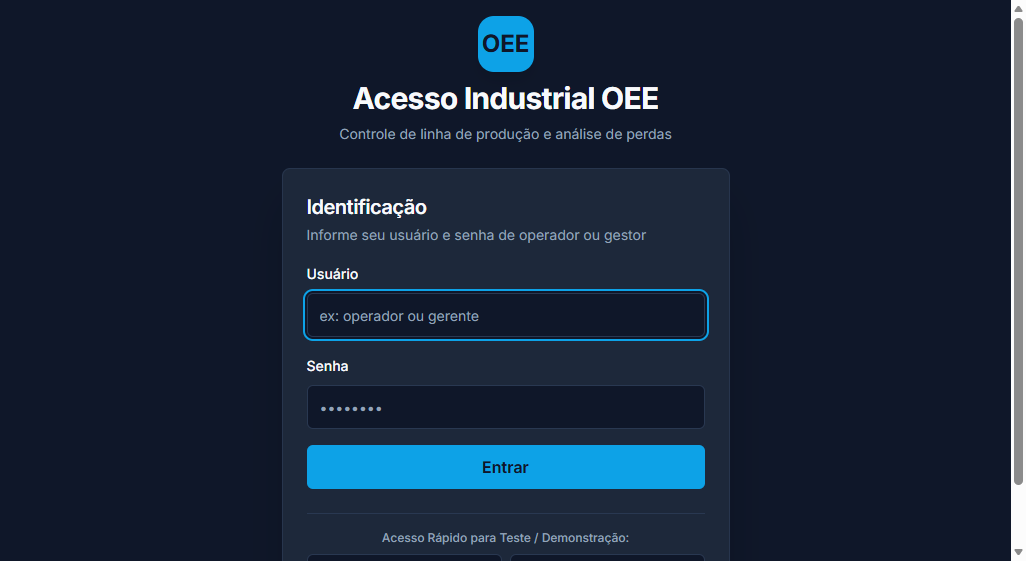 OEE
Acesso Industrial OEE
Controle de linha de produção e análise de perdas
Identificação
Informe seu usuário e senha de operador ou gestor
Usuário
ex: operador ou gerente
Senha
••••••••
Entrar
Acesso Rápido para Teste / Demonstração: